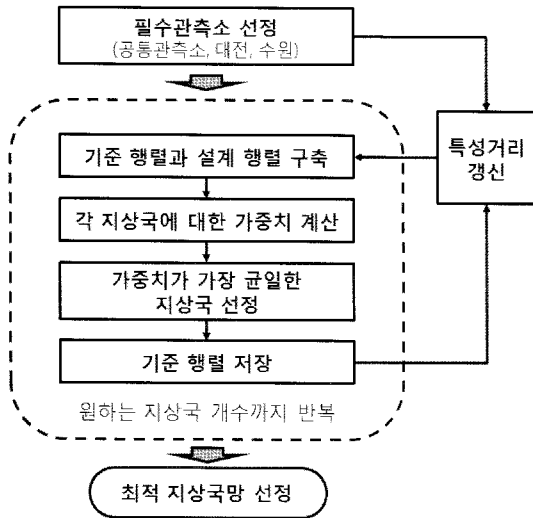 필수관측소 선정
(공통관측소, 대전, 수원)
특성거리
갱신
기준 행렬과 설계 행렬 구축
각 지상국에 대한 가중치 계산
가중치가 가장 균일한
지상국 선정
기준 행렬 저장
원하는 지상국 개수까지 반복
최적 지상국망 선정